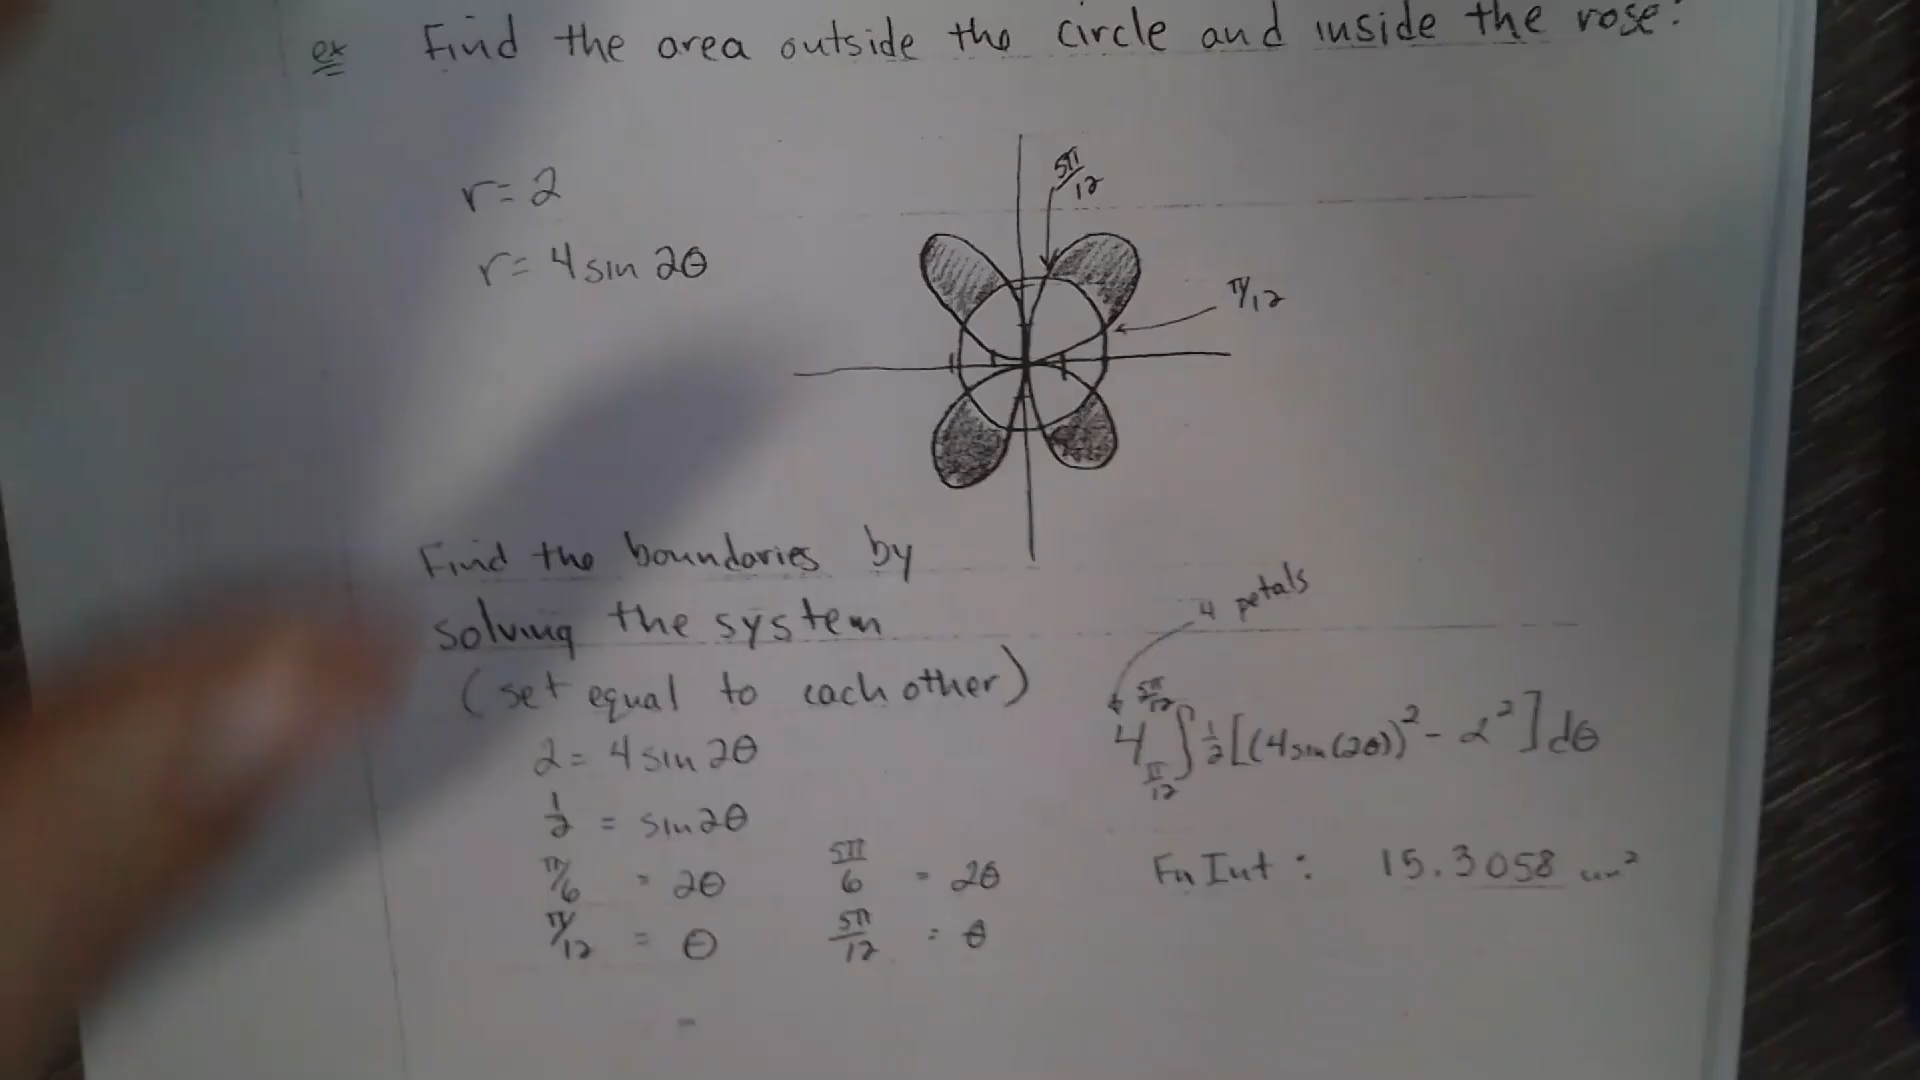 ex Find the area outside the circle and inside the rose:
r = 2
r = 4 sin 2θ
5π/12
π/12
Find the boundaries by
solving the system
(set equal to each other)
2 = 4 sin 2θ
1/2 = sin 2θ
π/6 = 2θ 5π/6 = 2θ
π/12 = θ 5π/12 = θ
4 petals
4 ∫_{π/12}^{5π/12} 1/2 [(4 sin(2θ))² - 2²] dθ
Fn Int : 15.3058 un²